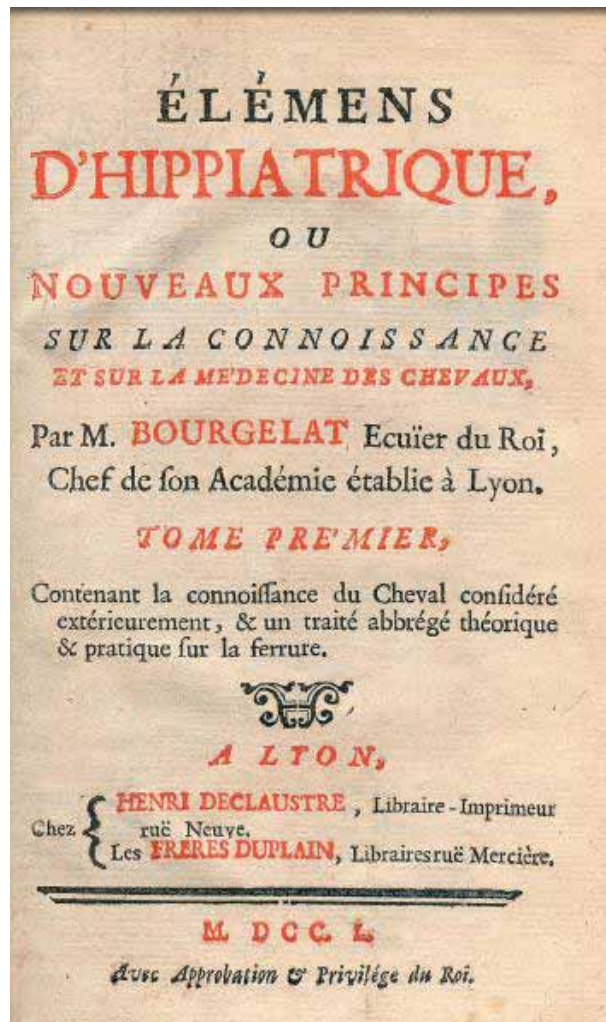 ÉLÉMENS
D'HIPPIATRIQUE,
OU
NOUVEAUX PRINCIPES
SUR LA CONNOISSANCE
ET SUR LA ME'DECINE DES CHEVAUX,
Par M. BOURGELAT, Ecuïer du Roi,
Chef de ſon Académie établie à Lyon.
TOME PRE'MIER,
Contenant la connoiſſance du Cheval conſidéré
extérieurement, & un traité abbrégé théorique
& pratique ſur la ferrure.
A LYON,
HENRI DECLAUSTRE, Libraire-Imprimeur
Chez ruë Neuve.
Les FRERES DUPLAIN, Libraires ruë Mercière.
M. DCC. L.
Avec Approbation & Privilége du Roi.